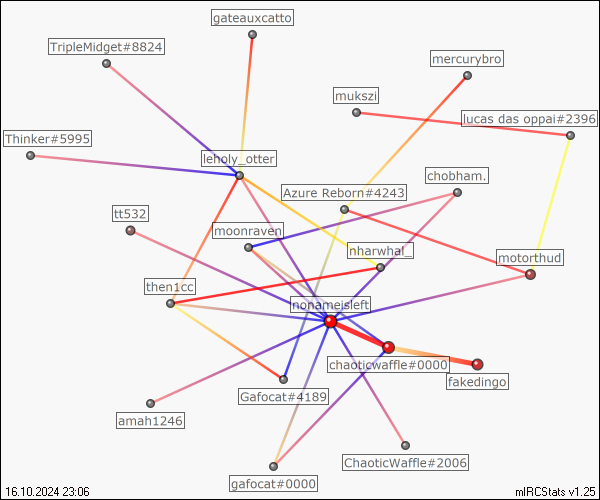 gateauxcatto
TripleMidget#8824
mercurybro
mukszi
lucas das oppai#2396
Thinker#5995
leholy_otter
chobham.
Azure Reborn#4243
tt532
moonraven
nharwhal_
motorthud
then1cc
nonameisleft
chaoticwaffle#0000
fakedingo
Gafocat#4189
amah1246
ChaoticWaffle#2006
gafocat#0000
16.10.2024 23:06
mIRCStats v1.25